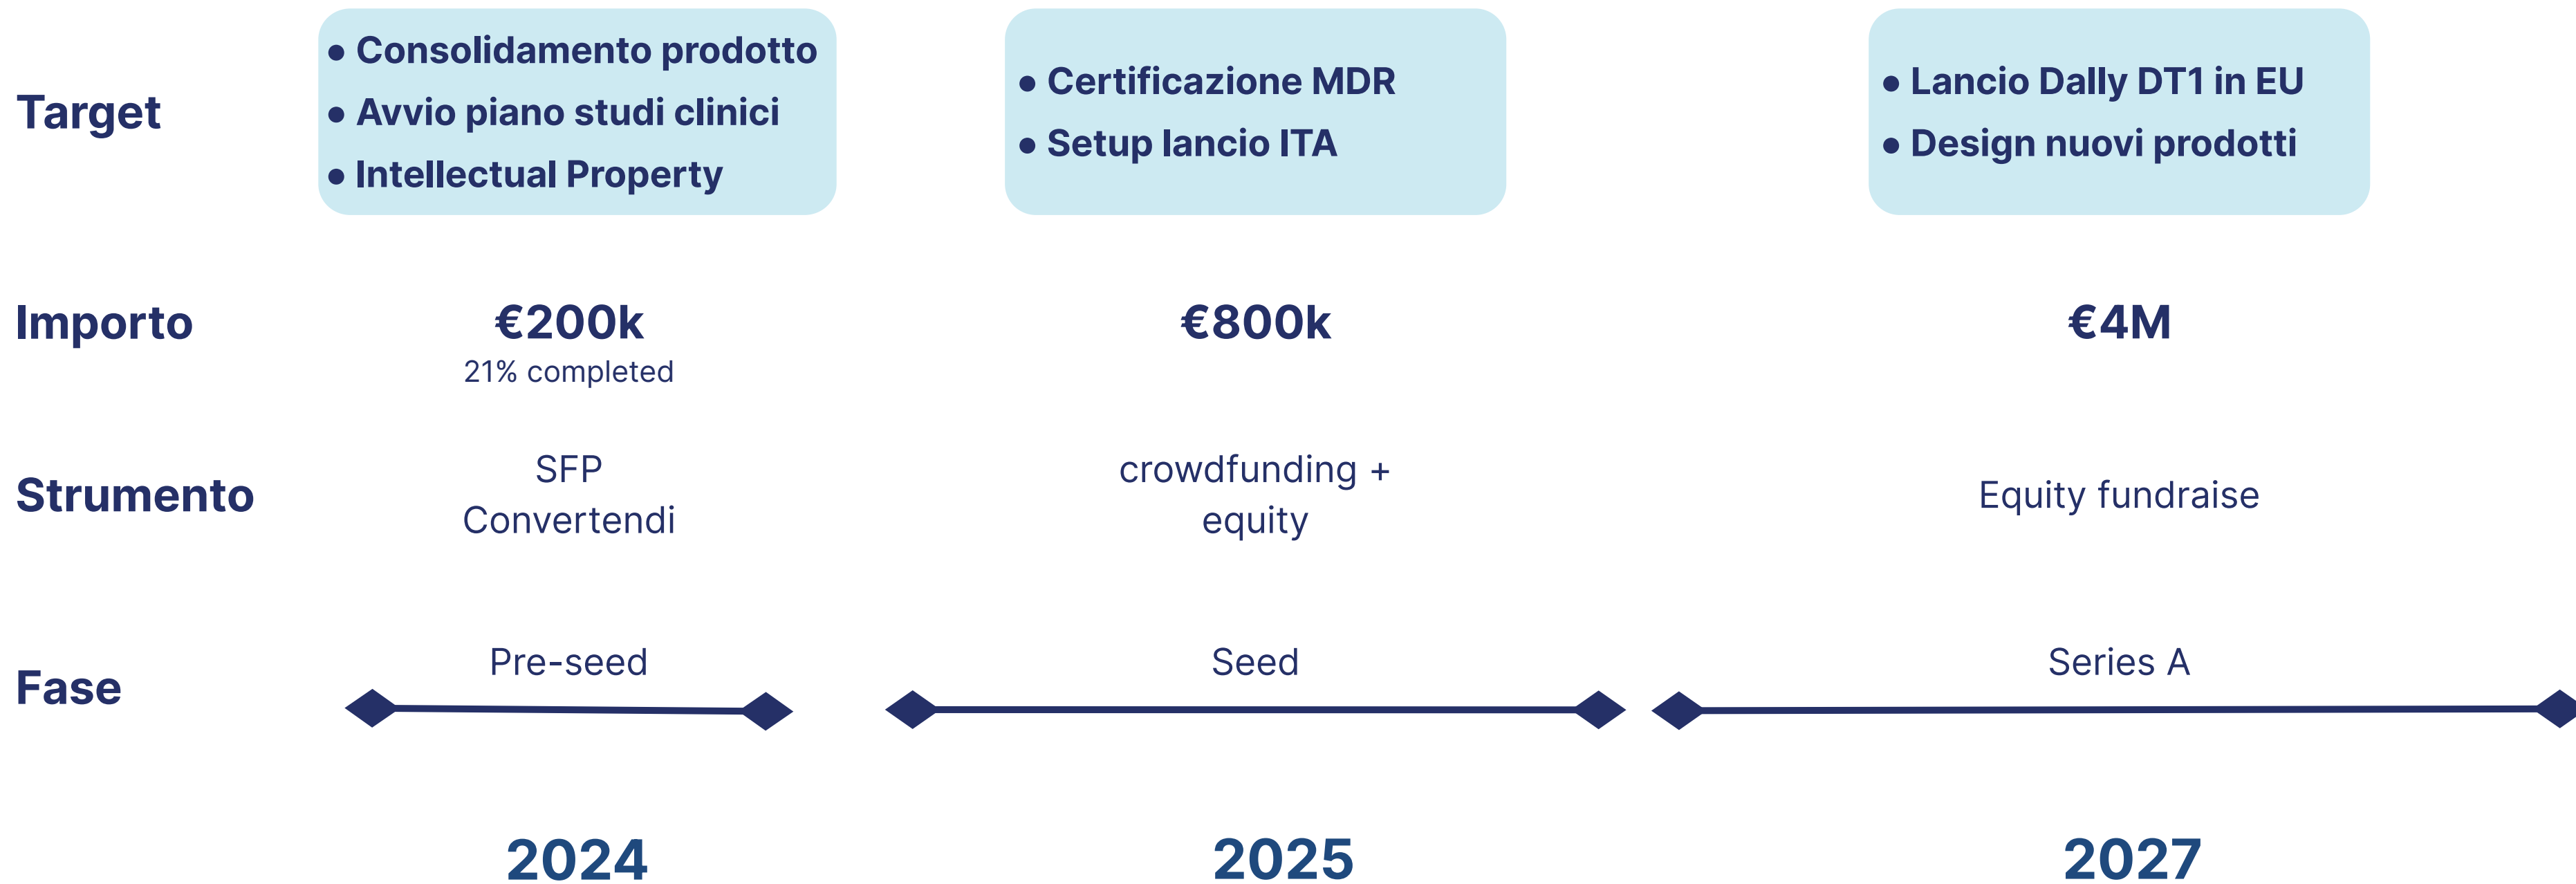 Target
• Consolidamento prodotto
• Avvio piano studi clinici
• Intellectual Property
• Certificazione MDR
• Setup lancio ITA
• Lancio Dally DT1 in EU
• Design nuovi prodotti
Importo
€200k
21% completed
€800k
€4M
Strumento
SFP
Convertendi
crowdfunding +
equity
Equity fundraise
Fase
Pre-seed
Seed
Series A
2024
2025
2027